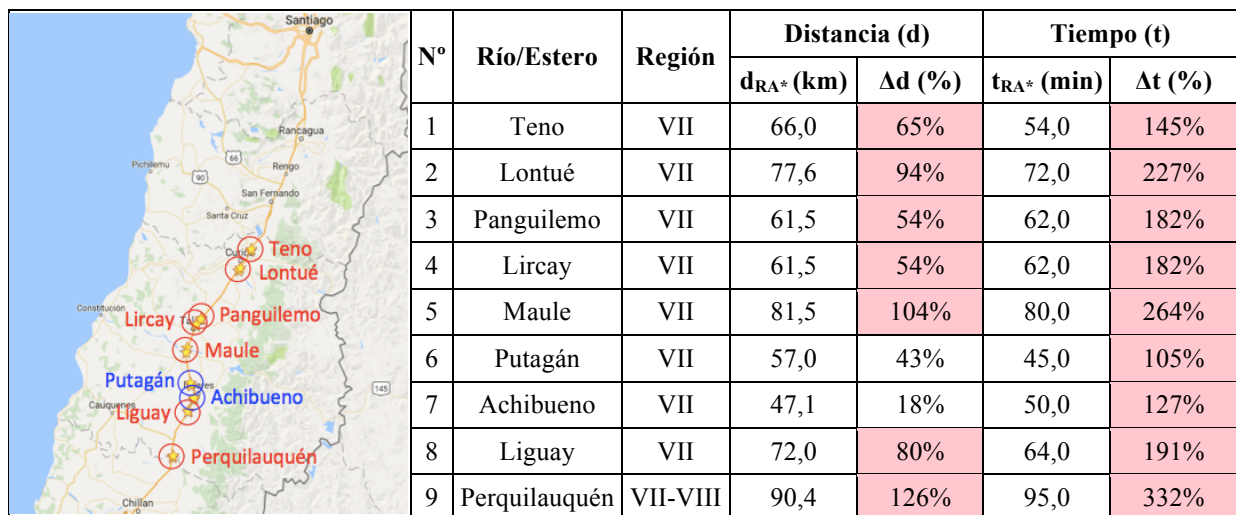 Santiago
Rancagua
66
Pichilemu
Rengo
90
San Fernando
Santa Cruz
Teno
Lontué
Constitución
Panguilemo
Lircay
Maule
Putagán
Achibueno
145
Cauquenes
Liguay
Perquilauquén
Chillan
Nº Río/Estero Región Distancia (d) Tiempo (t)
dRA* (km) Δd (%) tRA* (min) Δt (%)
1 Teno VII 66,0 65% 54,0 145%
2 Lontué VII 77,6 94% 72,0 227%
3 Panguilemo VII 61,5 54% 62,0 182%
4 Lircay VII 61,5 54% 62,0 182%
5 Maule VII 81,5 104% 80,0 264%
6 Putagán VII 57,0 43% 45,0 105%
7 Achibueno VII 47,1 18% 50,0 127%
8 Liguay VII 72,0 80% 64,0 191%
9 Perquilauquén VII-VIII 90,4 126% 95,0 332%